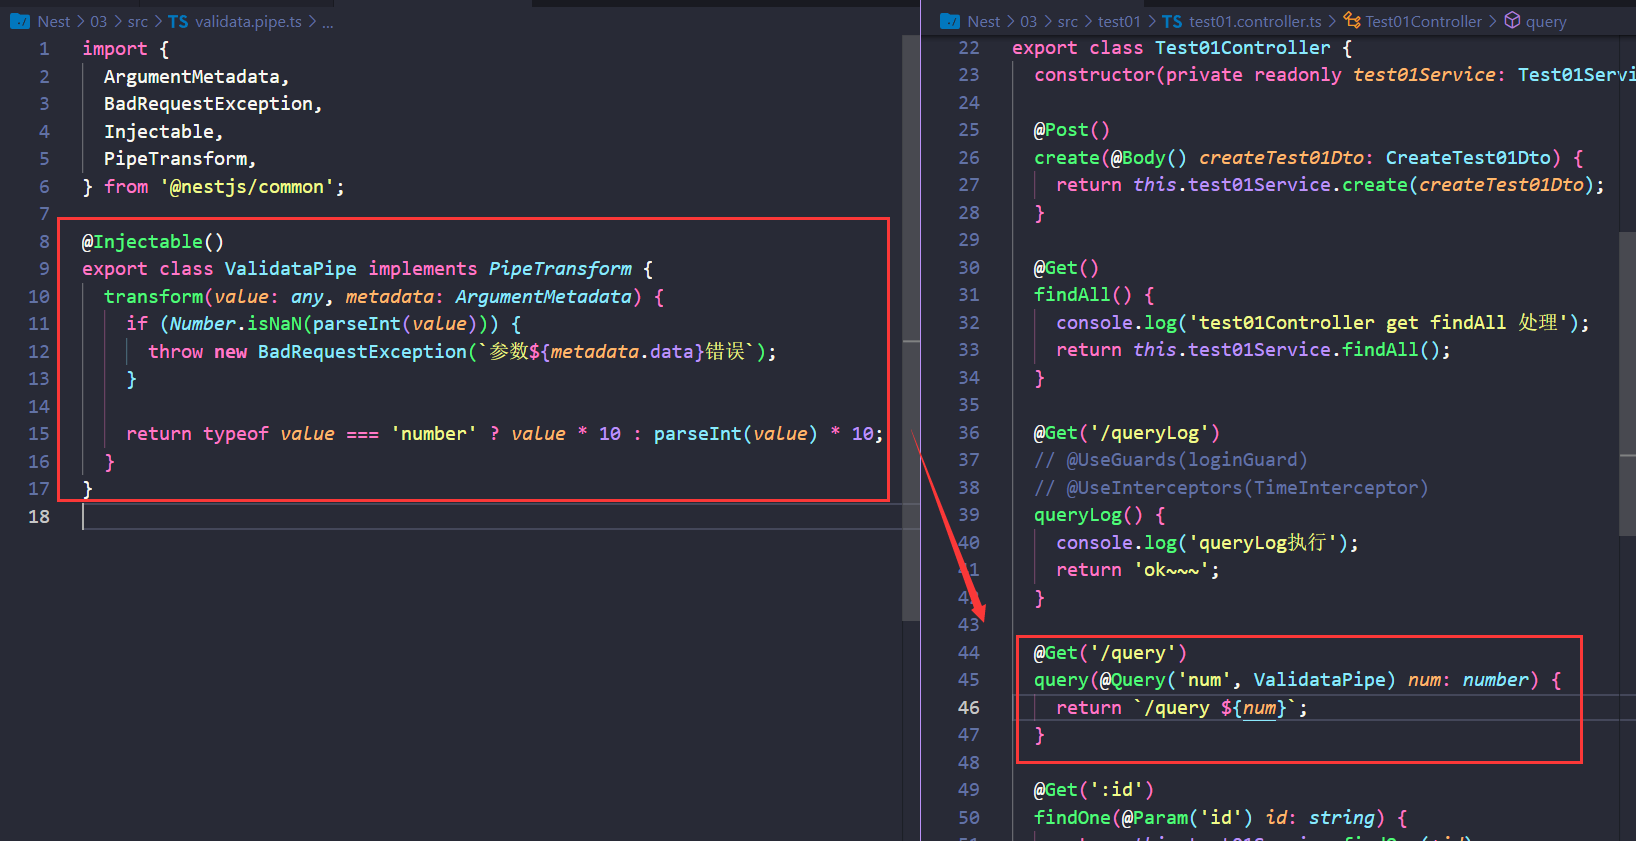 Nest > 03 > src > TS validata.pipe.ts > ...
1 import {
2 ArgumentMetadata,
3 BadRequestException,
4 Injectable,
5 PipeTransform,
6 } from '@nestjs/common';
7
8 @Injectable()
9 export class ValidataPipe implements PipeTransform {
10 transform(value: any, metadata: ArgumentMetadata) {
11 if (Number.isNaN(parseInt(value))) {
12 throw new BadRequestException(`参数${metadata.data}错误`);
13 }
14
15 return typeof value === 'number' ? value * 10 : parseInt(value) * 10;
16 }
17 }
18
Nest > 03 > src > test01 > TS test01.controller.ts > Test01Controller > query
22 export class Test01Controller {
23 constructor(private readonly test01Service: Test01Servi
24
25 @Post()
26 create(@Body() createTest01Dto: CreateTest01Dto) {
27 return this.test01Service.create(createTest01Dto);
28 }
29
30 @Get()
31 findAll() {
32 console.log('test01Controller get findAll 处理');
33 return this.test01Service.findAll();
34 }
35
36 @Get('/queryLog')
37 // @UseGuards(loginGuard)
38 // @UseInterceptors(TimeInterceptor)
39 queryLog() {
40 console.log('queryLog执行');
41 return 'ok~~~';
42 }
43
44 @Get('/query')
45 query(@Query('num', ValidataPipe) num: number) {
46 return `/query ${num}`;
47 }
48
49 @Get(':id')
50 findOne(@Param('id') id: string) {